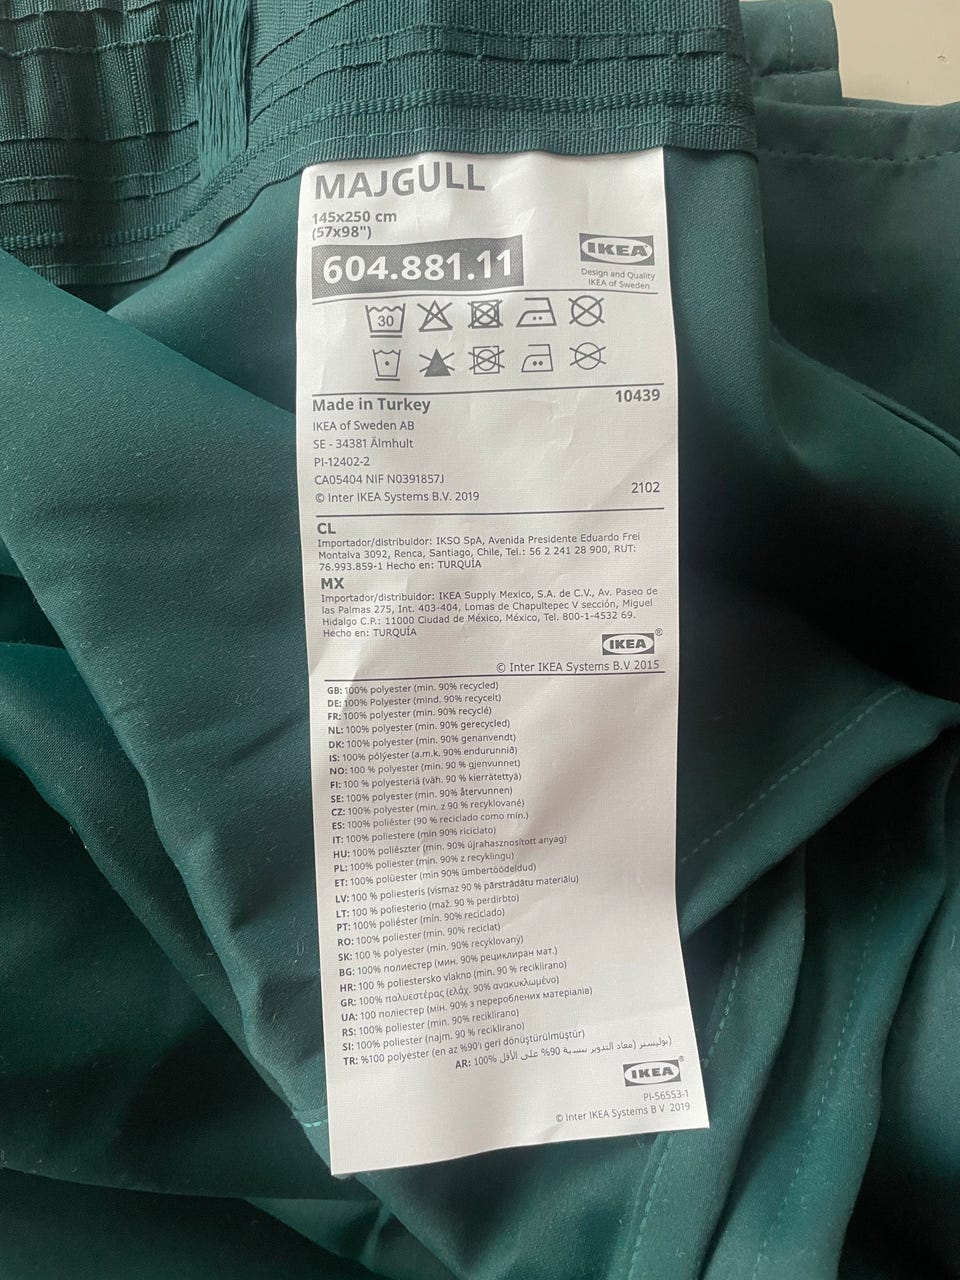 MAJGULL
145x250 cm
(57x98")
604.881.11
IKEA
Design and Quality
IKEA of Sweden
30
Made in Turkey
10439
IKEA of Sweden AB
SE - 34381 Älmhult
PI-12402-2
CA05404 NIF N0391857J
© Inter IKEA Systems B.V. 2019
2102
CL
Importador/distribuidor: IKSO SpA, Avenida Presidente Eduardo Frei
Montalva 3092, Renca, Santiago, Chile, Tel.: 56 2 241 28 900, RUT:
76.993.859-1 Hecho en: TURQUÍA
MX
Importador/distribuidor: IKEA Supply Mexico, S.A. de C.V., Av. Paseo de
las Palmas 275, Int. 403-404, Lomas de Chapultepec V sección, Miguel
Hidalgo C.P.: 11000 Ciudad de México, México, Tel. 800-1-4532 69.
Hecho en: TURQUÍA
IKEA®
© Inter IKEA Systems B.V 2015
GB: 100% polyester (min. 90% recycled)
DE: 100% Polyester (mind. 90% recycelt)
FR: 100% polyester (min. 90% recyclé)
NL: 100% polyester (min. 90% gerecycled)
DK: 100% polyester (min. 90% genanvendt)
IS: 100% pólýester (a.m.k. 90% endurunnið)
NO: 100 % polyester (min. 90 % gjenvunnet)
FI: 100 % polyesteriä (väh. 90 % kierrätettyä)
SE: 100% polyester (min. 90% återvunnen)
CZ: 100% polyester (min. z 90 % recyklované)
ES: 100% poliéster (90 % reciclado como mín.)
IT: 100% poliestere (min 90% riciclato)
HU: 100% poliészter (min. 90% újrahasznosított anyag)
PL: 100% poliester (min. 90% z recyklingu)
ET: 100% polüester (min 90% ümbertöödeldud)
LV: 100 % poliesteris (vismaz 90 % pārstrādātu materiālu)
LT: 100 % poliesterio (maž. 90 % perdirbto)
PT: 100% poliéster (mín. 90% reciclado)
RO: 100% poliester (min. 90% reciclat)
SK: 100 % polyester (min. 90% recyklovaný)
BG: 100% полиестер (мин. 90% рециклиран мат.)
HR: 100 % poliestersko vlakno (min. 90 % reciklirano)
GR: 100% πολυεστέρας (ελάχ. 90% ανακυκλωμένο)
UA: 100 поліестер (мін. 90% з перероблених матеріалів)
RS: 100% poliester (min. 90% reciklirano)
SI: 100% poliester (najm. 90 % reciklirano)
TR: %100 polyester (en az %90'ı geri dönüştürülmüştür)
AR: 100% بوليستر (معاد التدوير بنسبة 90% على الأقل)
IKEA®
PI-56553-1
© Inter IKEA Systems B V 2019